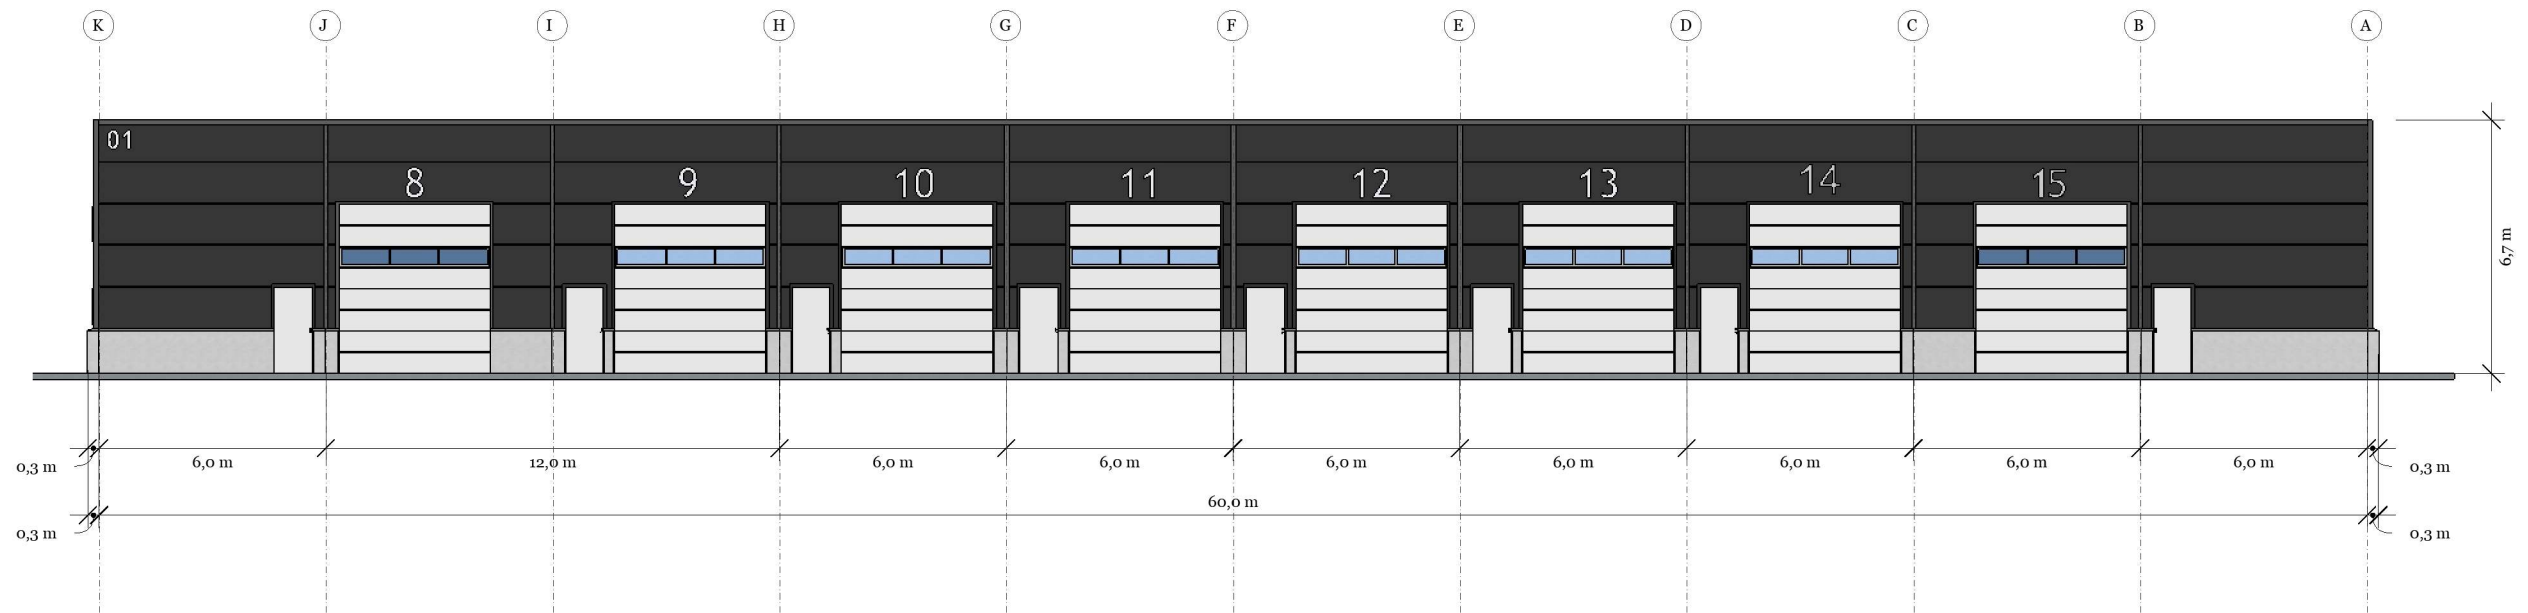 K J I H G F E D C B A
01
8 9 10 11 12 13 14 15
6,7 m
0,3 m 6,0 m 12,0 m 6,0 m 6,0 m 6,0 m 6,0 m 6,0 m 6,0 m 6,0 m 0,3 m
60,0 m
0,3 m 0,3 m